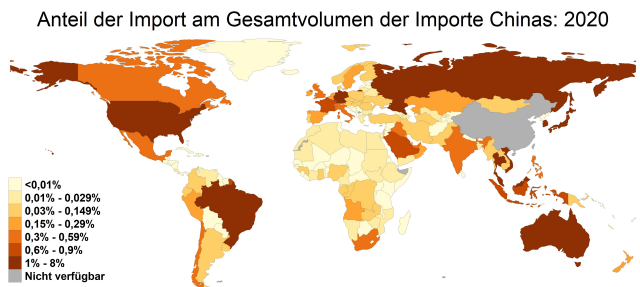 Anteil der Import am Gesamtvolumen der Importe Chinas: 2020
<0,01%
0,01% - 0,029%
0,03% - 0,149%
0,15% - 0,29%
0,3% - 0,59%
0,6% - 0,9%
1% - 8%
Nicht verfügbar